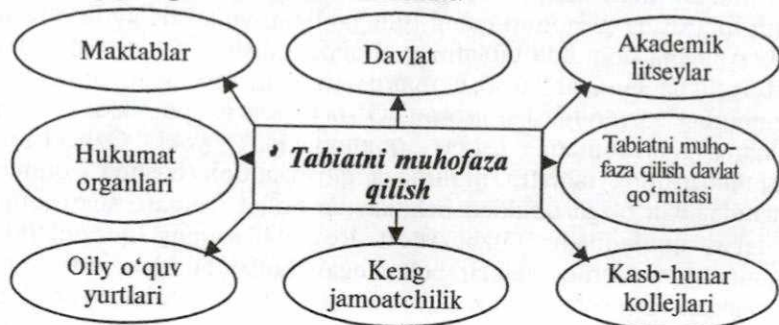 Maktablar
Davlat
Akademik
litseylar
Hukumat
organlari
Tabiatni muhofaza
qilish
Tabiatni muho-
faza qilish davlat
qo‘mitasi
Oliy o‘quv
yurtlari
Keng
jamoatchilik
Kasb-hunar
kollejlari